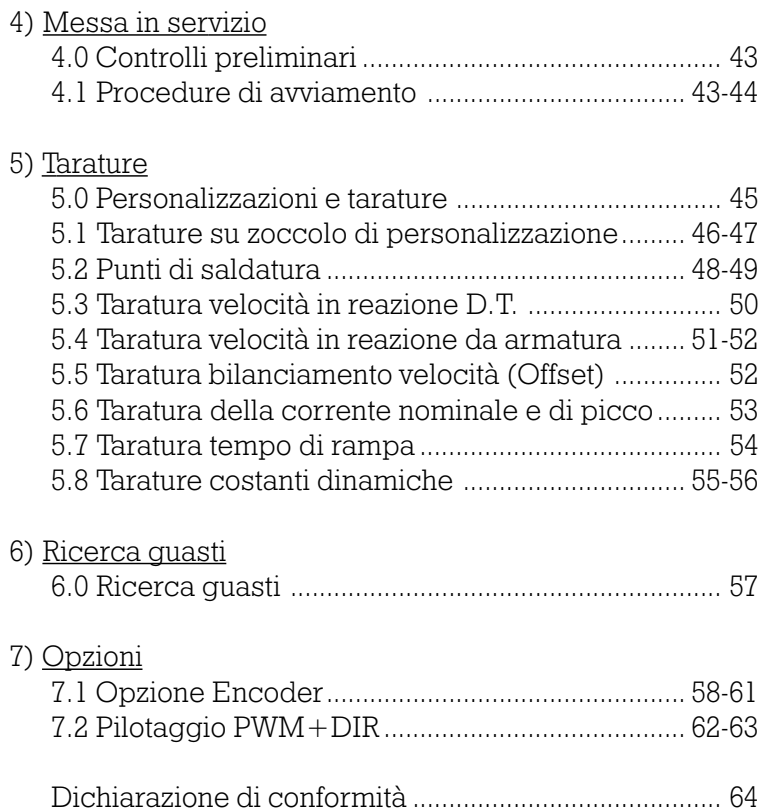 4) Messa in servizio
4.0 Controlli preliminari ................................................ 43
4.1 Procedure di avviamento ................................... 43-44
5) Tarature
5.0 Personalizzazioni e tarature .................................... 45
5.1 Tarature su zoccolo di personalizzazione......... 46-47
5.2 Punti di saldatura ................................................. 48-49
5.3 Taratura velocità in reazione D.T. .......................... 50
5.4 Taratura velocità in reazione da armatura ........ 51-52
5.5 Taratura bilanciamento velocità (Offset) ............... 52
5.6 Taratura della corrente nominale e di picco......... 53
5.7 Taratura tempo di rampa......................................... 54
5.8 Tarature costanti dinamiche .............................. 55-56
6) Ricerca guasti
6.0 Ricerca guasti .......................................................... 57
7) Opzioni
7.1 Opzione Encoder................................................. 58-61
7.2 Pilotaggio PWM+DIR......................................... 62-63
Dichiarazione di conformità .......................................... 64